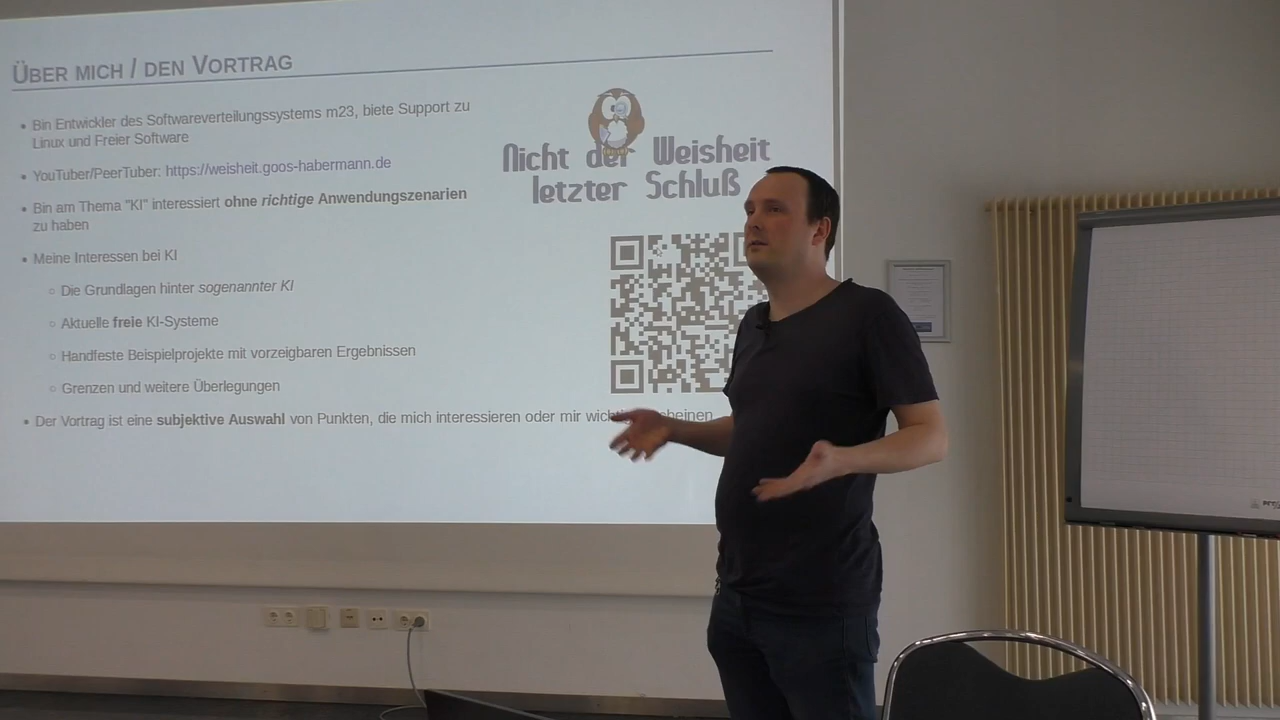 ÜBER MICH / DEN VORTRAG
• Bin Entwickler des Softwareverteilungssystems m23, biete Support zu
Linux und Freier Software
• YouTuber/PeerTuber: https://weisheit.goos-habermann.de
• Bin am Thema "KI" interessiert ohne richtige Anwendungszenarien
zu haben
• Meine Interessen bei KI
○ Die Grundlagen hinter sogenannter KI
○ Aktuelle freie KI-Systeme
○ Handfeste Beispielprojekte mit vorzeigbaren Ergebnissen
○ Grenzen und weitere Überlegungen
• Der Vortrag ist eine subjektive Auswahl von Punkten, die mich interessieren oder mir
Nicht der Weisheit
letzter Schluß